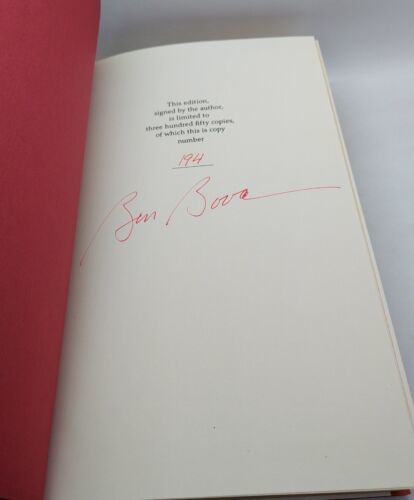 This edition,
signed by the author,
is limited to
three hundred fifty copies,
of which this is copy
number
194
Ben Bova